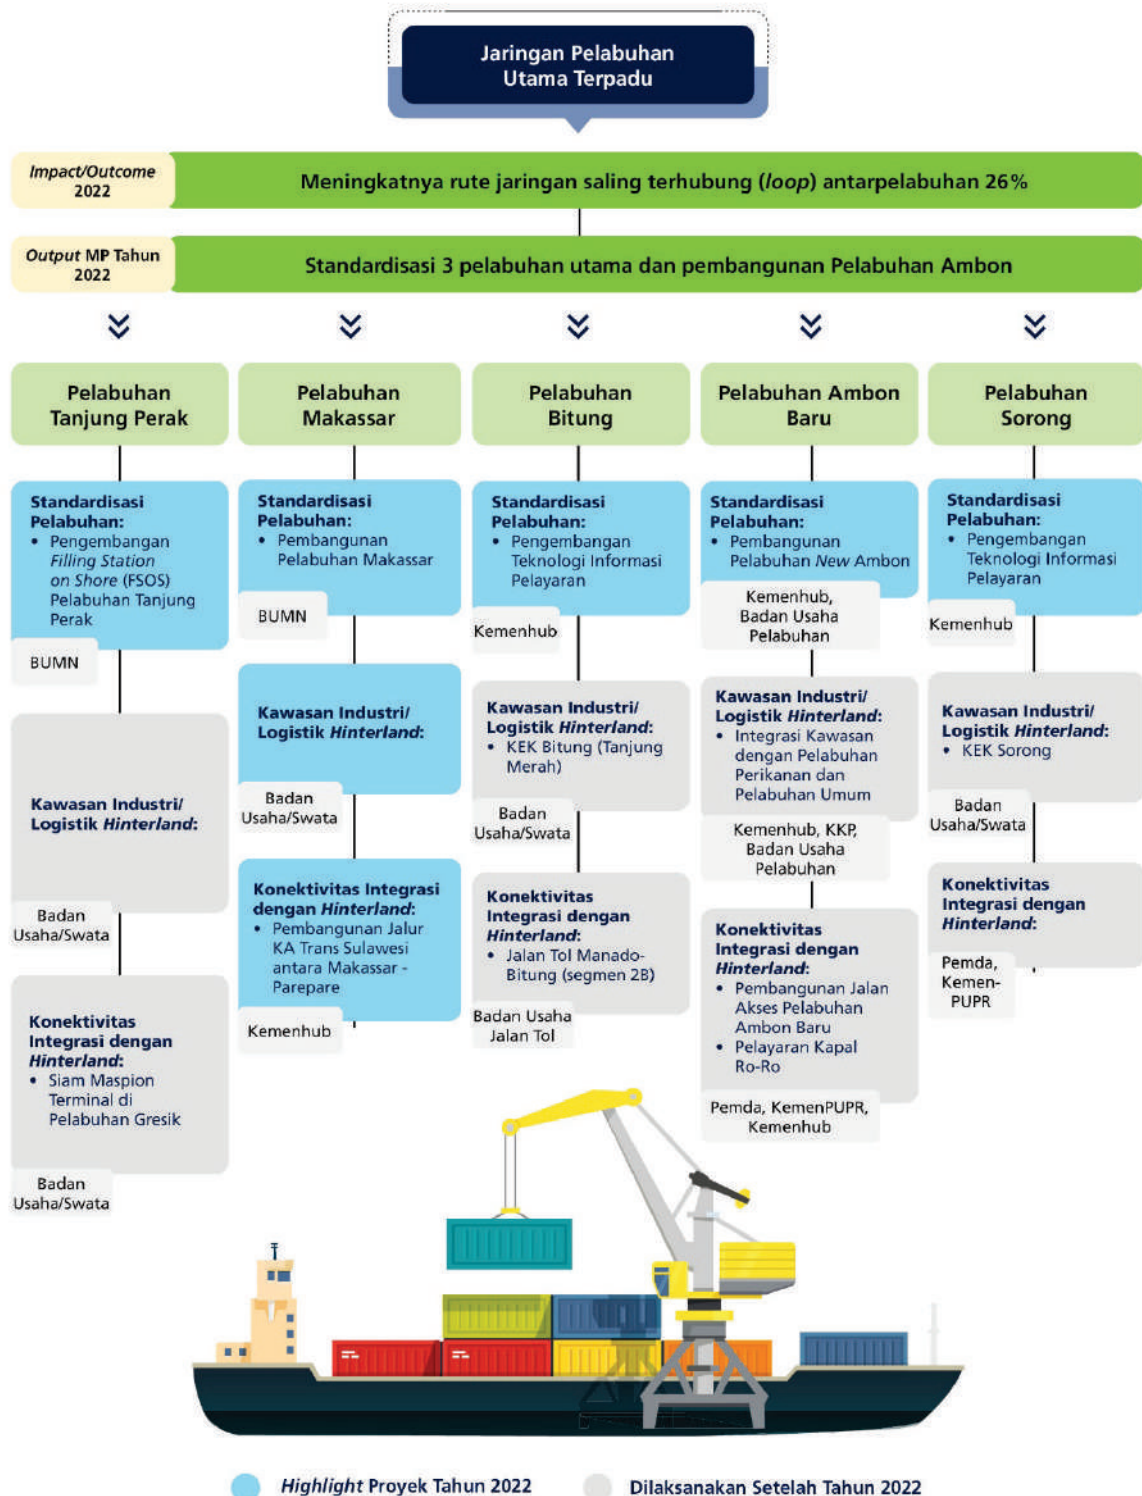 Jaringan Pelabuhan
Utama Terpadu
Impact/Outcome
2022
Meningkatnya rute jaringan saling terhubung (loop) antarpelabuhan 26%
Output MP Tahun
2022
Standardisasi 3 pelabuhan utama dan pembangunan Pelabuhan Ambon
Pelabuhan
Tanjung Perak
Standardisasi
Pelabuhan:
• Pengembangan
Filling Station
on Shore (FSOS)
Pelabuhan Tanjung
Perak
BUMN
Kawasan Industri/
Logistik Hinterland:
Badan
Usaha/Swata
Konektivitas
Integrasi dengan
Hinterland:
• Siam Maspion
Terminal di
Pelabuhan Gresik
Badan
Usaha/Swata
Pelabuhan
Makassar
Standardisasi
Pelabuhan:
• Pembangunan
Pelabuhan Makassar
BUMN
Kawasan Industri/
Logistik Hinterland:
Badan
Usaha/Swata
Konektivitas Integrasi
dengan Hinterland:
• Pembangunan Jalur
KA Trans Sulawesi
antara Makassar -
Parepare
Kemenhub
Pelabuhan
Bitung
Standardisasi
Pelabuhan:
• Pengembangan
Teknologi Informasi
Pelayaran
Kemenhub
Kawasan Industri/
Logistik Hinterland:
• KEK Bitung (Tanjung
Merah)
Badan
Usaha/Swata
Konektivitas
Integrasi dengan
Hinterland:
• Jalan Tol Manado-
Bitung (segmen 2B)
Badan Usaha
Jalan Tol
Pelabuhan Ambon
Baru
Standardisasi
Pelabuhan:
• Pembangunan
Pelabuhan New Ambon
Kemenhub,
Badan Usaha
Pelabuhan
Kawasan Industri/
Logistik Hinterland:
• Integrasi Kawasan
dengan Pelabuhan
Perikanan dan
Pelabuhan Umum
Kemenhub, KKP,
Badan Usaha
Pelabuhan
Konektivitas
Integrasi dengan
Hinterland:
• Pembangunan Jalan
Akses Pelabuhan
Ambon Baru
• Pelayaran Kapal
Ro-Ro
Pemda, KemenPUPR,
Kemenhub
Pelabuhan
Sorong
Standardisasi
Pelabuhan:
• Pengembangan
Teknologi Informasi
Pelayaran
Kemenhub
Kawasan Industri/
Logistik Hinterland:
• KEK Sorong
Badan
Usaha/Swata
Konektivitas
Integrasi dengan
Hinterland:
Pemda,
Kemen-
PUPR
Highlight Proyek Tahun 2022
Dilaksanakan Setelah Tahun 2022